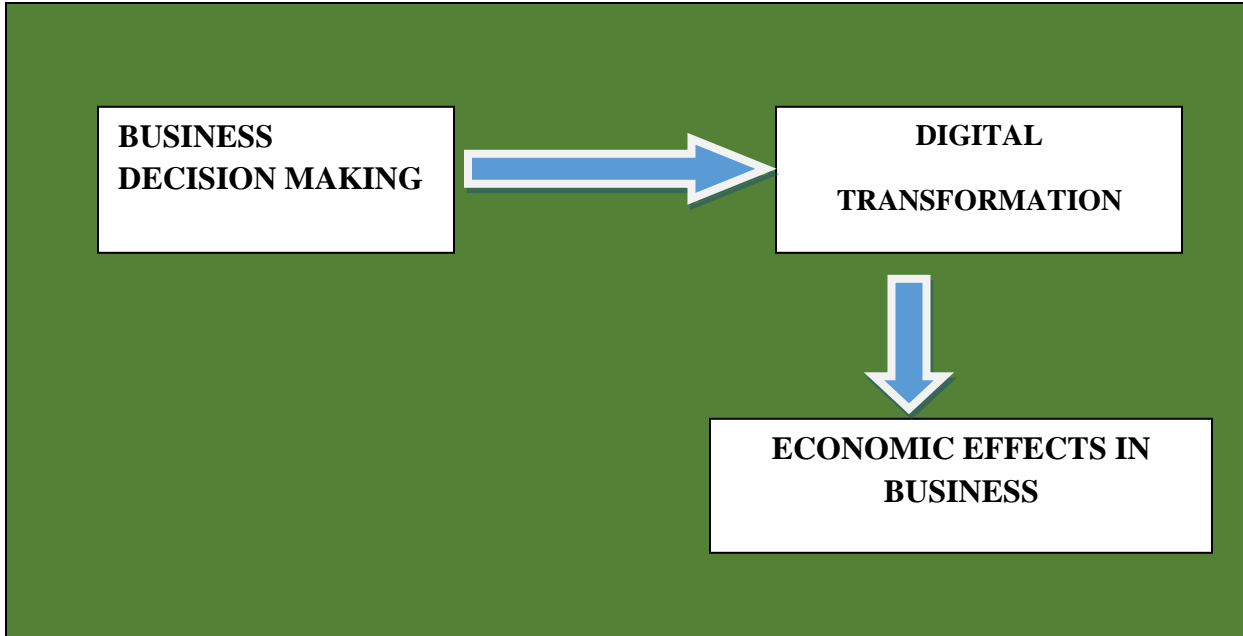 BUSINESS
DECISION MAKING
DIGITAL
TRANSFORMATION
ECONOMIC EFFECTS IN
BUSINESS